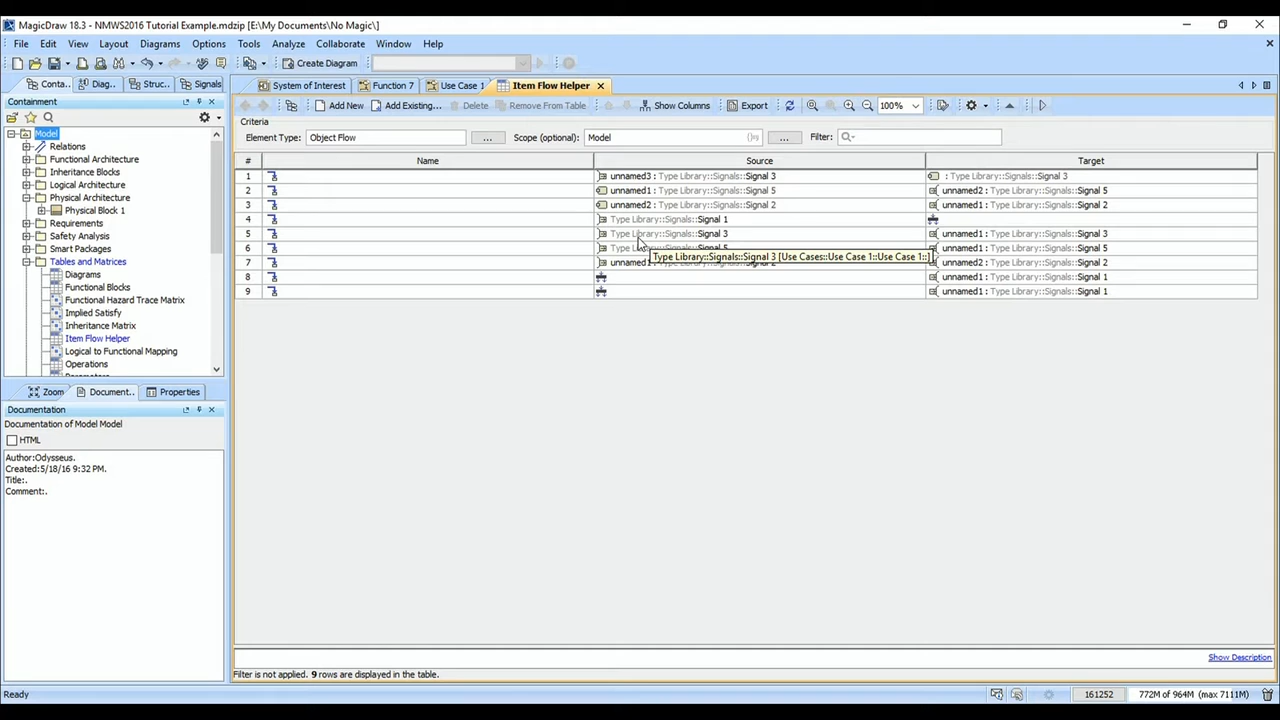 MagicDraw 18.3 - NMWS2016 Tutorial Example.mdzip [E:\My Documents\No Magic\]
File Edit View Layout Diagrams Options Tools Analyze Collaborate Window Help
Create Diagram
Conta.. Diag... Struc... Signals
System of Interest Function 7 Use Case 1 Item Flow Helper
Containment
Add New Add Existing... Delete Remove From Table Show Columns Export 100%
Criteria
Element Type: Object Flow ... Scope (optional): Model ... Filter:
# Name Source Target
1 unnamed3 : Type Library::Signals::Signal 3 : Type Library::Signals::Signal 3
2 unnamed1 : Type Library::Signals::Signal 5 unnamed2 : Type Library::Signals::Signal 5
3 unnamed2 : Type Library::Signals::Signal 2 unnamed1 : Type Library::Signals::Signal 2
4 Type Library::Signals::Signal 1
5 Type Library::Signals::Signal 3 unnamed1 : Type Library::Signals::Signal 3
6 unnamed1 : Type Library::Signals::Signal 5
Type Library::Signals::Signal 3 [Use Cases::Use Case 1::Use Case 1::]
7 unnamed2 : Type Library::Signals::Signal 2
8 unnamed1 : Type Library::Signals::Signal 1
9 unnamed1 : Type Library::Signals::Signal 1
Model
Relations
Functional Architecture
Inheritance Blocks
Logical Architecture
Physical Architecture
Physical Block 1
Requirements
Safety Analysis
Smart Packages
Tables and Matrices
Diagrams
Functional Blocks
Functional Hazard Trace Matrix
Implied Satisfy
Inheritance Matrix
Item Flow Helper
Logical to Functional Mapping
Operations
Zoom Document.. Properties
Documentation
Documentation of Model Model
HTML
Author:Odysseus.
Created:5/18/16 9:32 PM.
Title:.
Comment:.
Show Description
Filter is not applied. 9 rows are displayed in the table.
Ready 161252 772M of 964M (max 7111M)